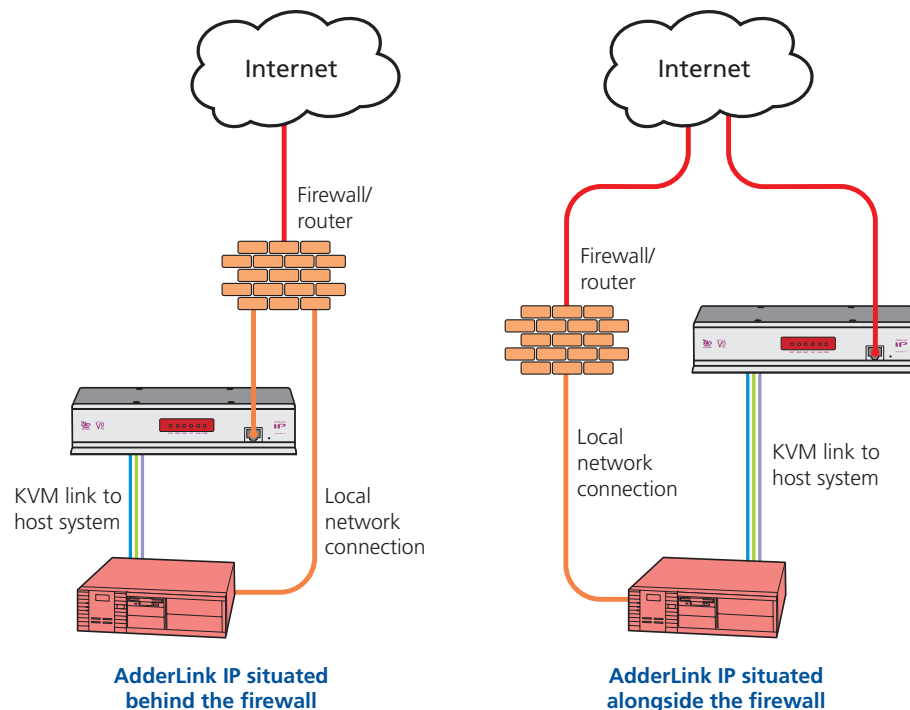 Internet
Firewall/
router
KVM link to
host system
Local
network
connection
AdderLink IP situated
behind the firewall
Internet
Firewall/
router
Local
network
connection
KVM link to
host system
AdderLink IP situated
alongside the firewall